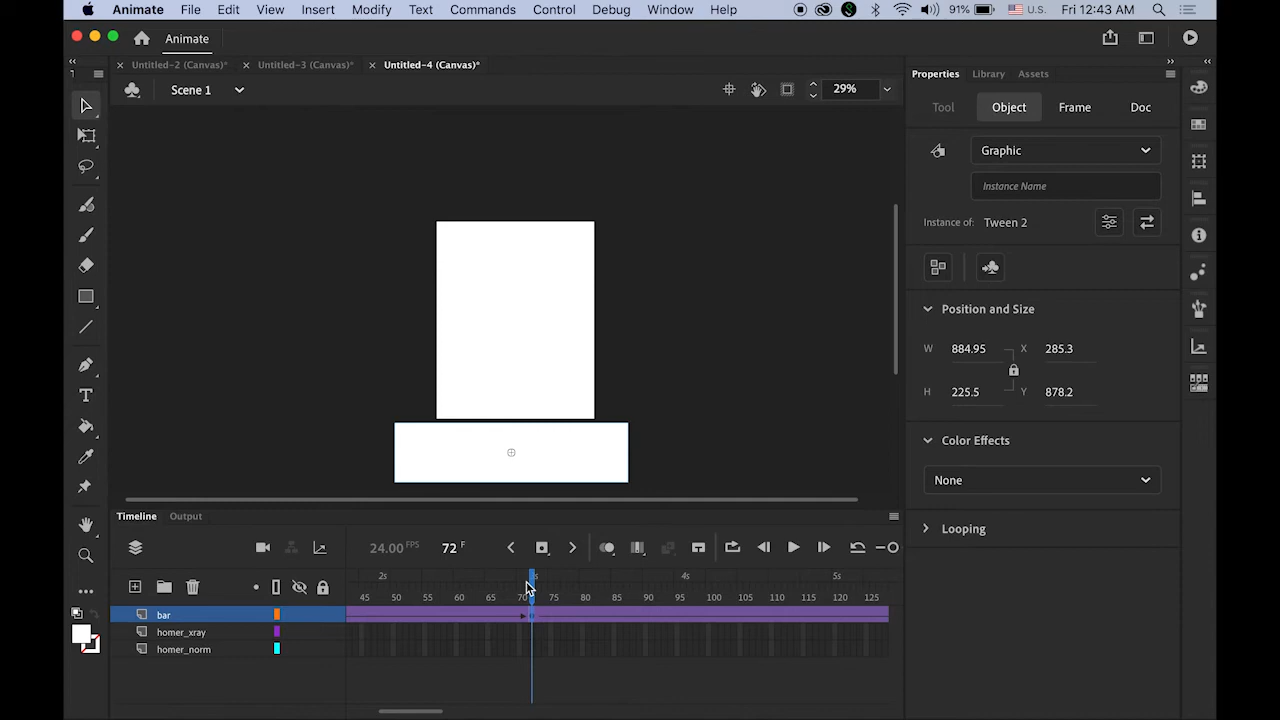 Animate File Edit View Insert Modify Text Commands Control Debug Window Help 91% U.S. Fri 12:43 AM
Animate
Untitled-2 (Canvas)* Untitled-3 (Canvas)* Untitled-4 (Canvas)*
Properties Library Assets
Scene 1 29%
Tool Object Frame Doc
Graphic
Instance Name
Instance of: Tween 2
Position and Size
W 884.95 X 285.3
H 225.5 Y 878.2
Color Effects
None
Looping
Timeline Output
24.00 FPS 72 F
2s 4s 5s
45 50 55 60 65 70 75 80 85 90 95 100 105 110 115 120 125
bar
homer_xray
homer_norm